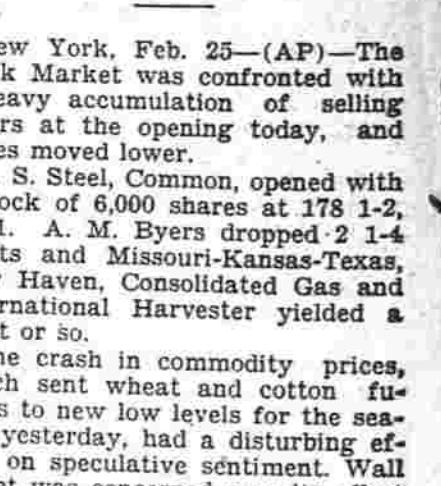 ew York, Feb. 25—(AP)—The
k Market was confronted with
eavy accumulation of selling
rs at the opening today, and
es moved lower.
S. Steel, Common, opened with
ock of 6,000 shares at 178 1-2,
A. M. Byers dropped 2 1-4
ts and Missouri-Kansas-Texas,
Haven, Consolidated Gas and
rnational Harvester yielded a
t or so.
ne crash in commodity prices,
ch sent wheat and cotton fu-
s to new low levels for the sea-
yesterday, had a disturbing ef-
on speculative sentiment. Wall